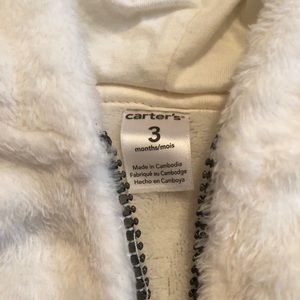 carter's
3
months/mois
Made in Cambodia
Fabriqué au Cambodge
Hecho en Camboya